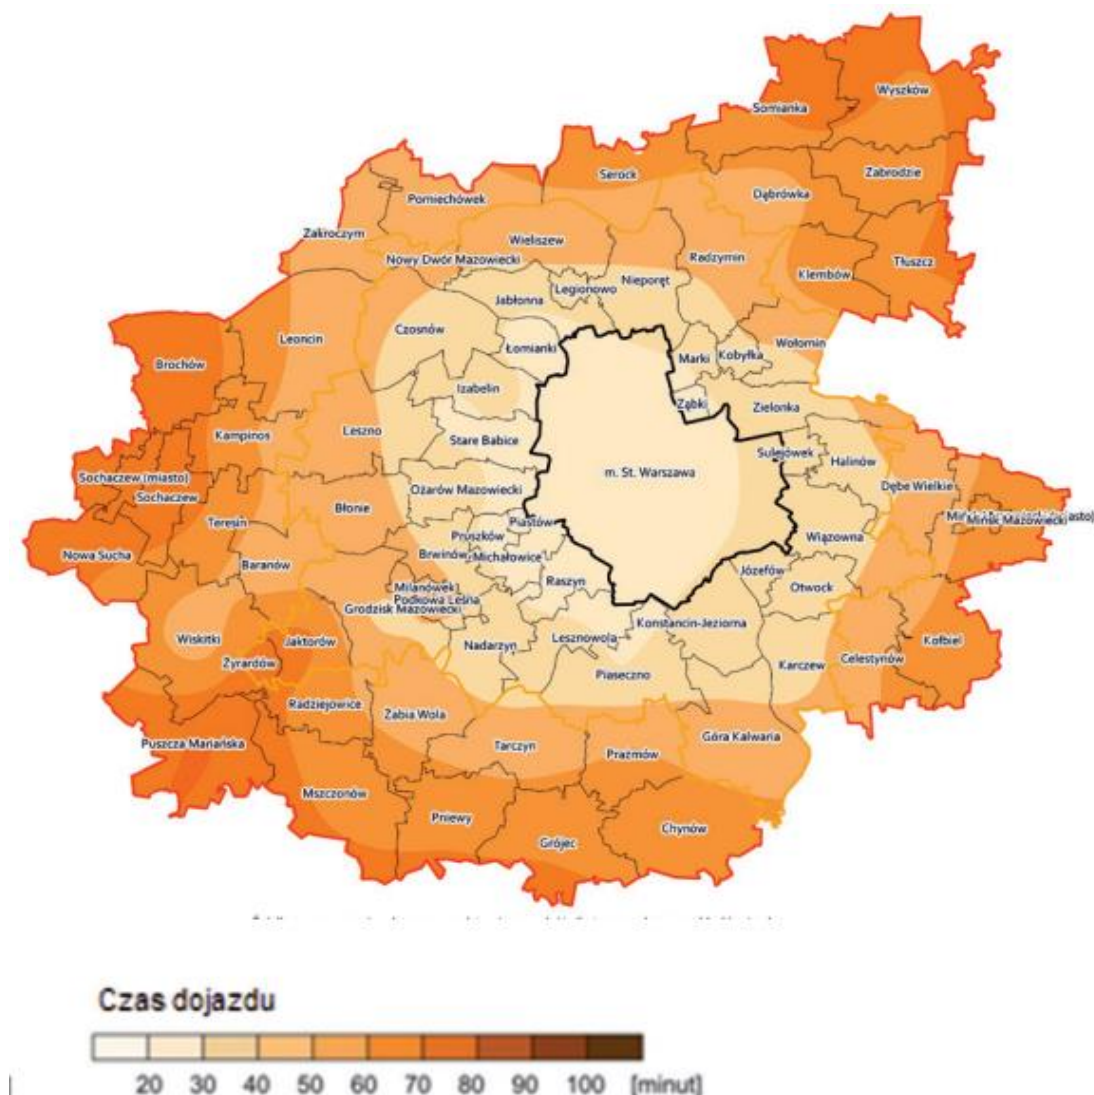 Wyszków
Somianka
Serock
Zabrodzie
Dąbrówka
Pomiechówek
Zakroczym
Wieliszew
Nowy Dwór Mazowiecki
Radzymin
Tłuszcz
Klembów
Nieporęt
Legionowo
Jabłonna
Czosnów
Leoncin
Łomianki
Wołomin
Marki
Kobyłka
Brochów
Izabelin
Ząbki
Zielonka
Kampinos
Leszno
Stare Babice
Sulejówek
Halinów
m. St. Warszawa
Sochaczew (miasto)
Sochaczew
Ożarów Mazowiecki
Dębe Wielkie
Błonie
Teresin
Piastów
Mińsk Mazowiecki
Pruszków
Wiązowna
Nowa Sucha
Brwinów
Michałowice
Baranów
Józefów
Raszyn
Otwock
Milanówek
Podkowa Leśna
Grodzisk Mazowiecki
Konstancin-Jeziorna
Wiskitki
Jaktorów
Lesznowola
Kołbiel
Nadarzyn
Celestynów
Żyrardów
Karczew
Piaseczno
Radziejowice
Żabia Wola
Góra Kalwaria
Puszcza Mariańska
Tarczyn
Prażmów
Mszczonów
Pniewy
Chynów
Grójec
Czas dojazdu
20 30 40 50 60 70 80 90 100 [minut]